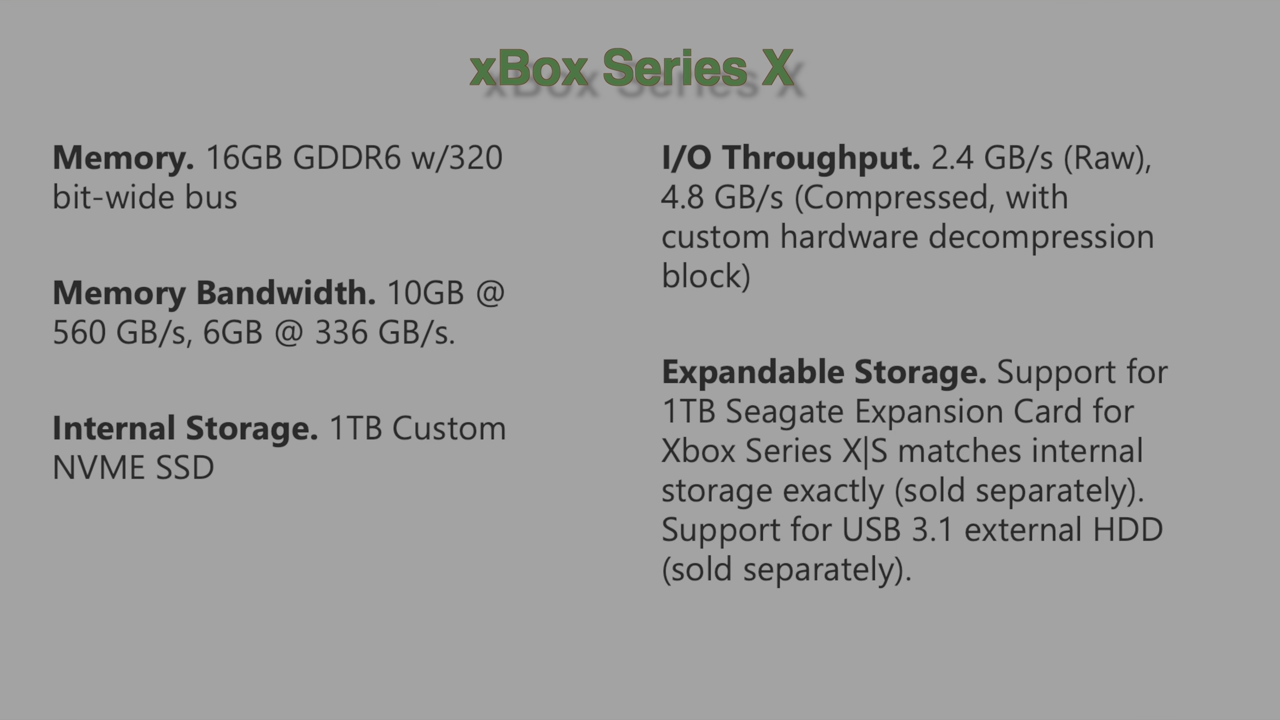 xBox Series X
Memory. 16GB GDDR6 w/320
bit-wide bus
Memory Bandwidth. 10GB @
560 GB/s, 6GB @ 336 GB/s.
Internal Storage. 1TB Custom
NVME SSD
I/O Throughput. 2.4 GB/s (Raw),
4.8 GB/s (Compressed, with
custom hardware decompression
block)
Expandable Storage. Support for
1TB Seagate Expansion Card for
Xbox Series X|S matches internal
storage exactly (sold separately).
Support for USB 3.1 external HDD
(sold separately).